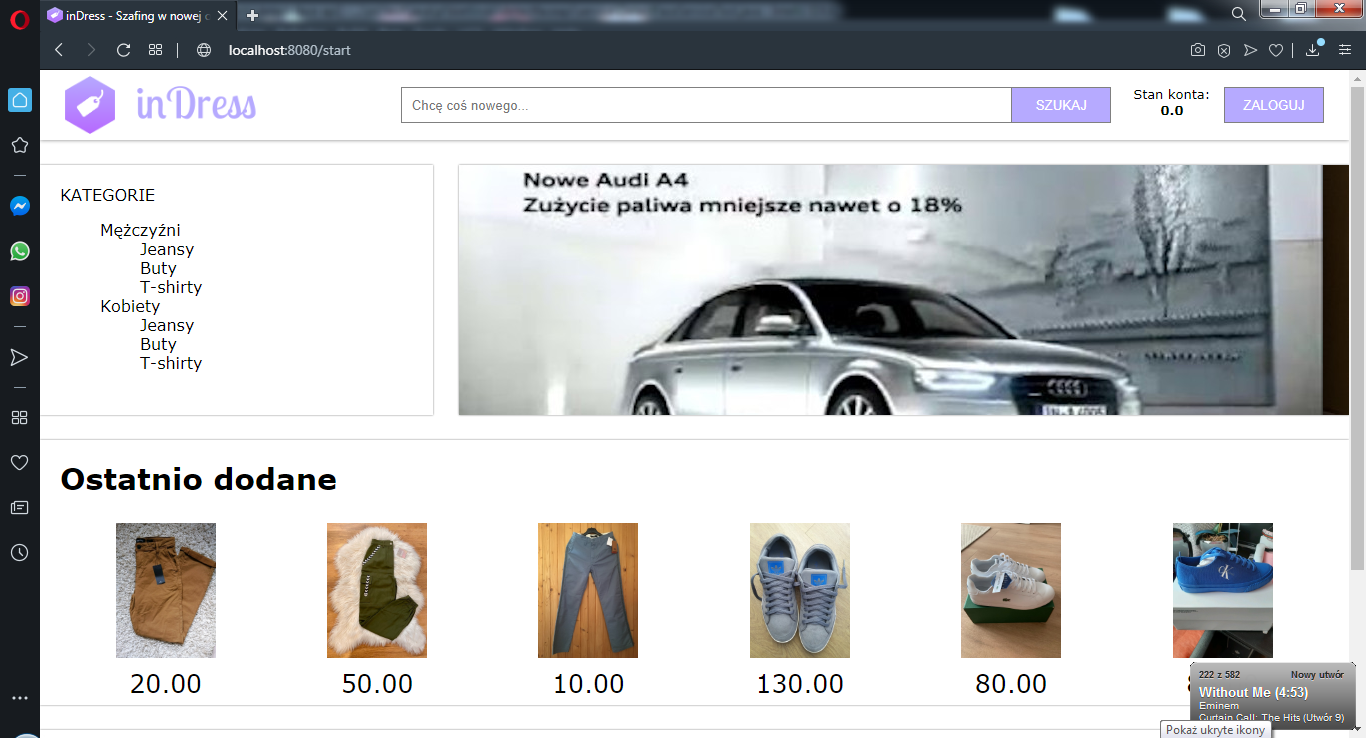 inDress - Szafing w nowej
localhost:8080/start
inDress
Chcę coś nowego...
SZUKAJ
Stan konta:
0.0
ZALOGUJ
KATEGORIE
Mężczyźni
Jeansy
Buty
T-shirty
Kobiety
Jeansy
Buty
T-shirty
Nowe Audi A4
Zużycie paliwa mniejsze nawet o 18%
Ostatnio dodane
20.00
50.00
10.00
130.00
80.00
222 z 582
Nowy utwór
Without Me (4:53)
Eminem
Curtain Call: The Hits (Utwór 9)
Pokaż ukryte ikony